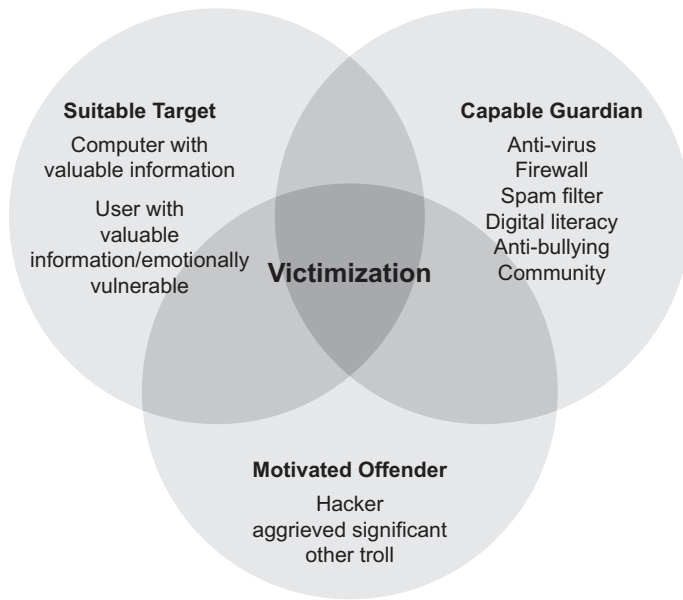 Suitable Target
Computer with
valuable information
User with
valuable
information/emotionally
vulnerable
Capable Guardian
Anti-virus
Firewall
Spam filter
Digital literacy
Anti-bullying
Community
Victimization
Motivated Offender
Hacker
aggrieved significant
other troll